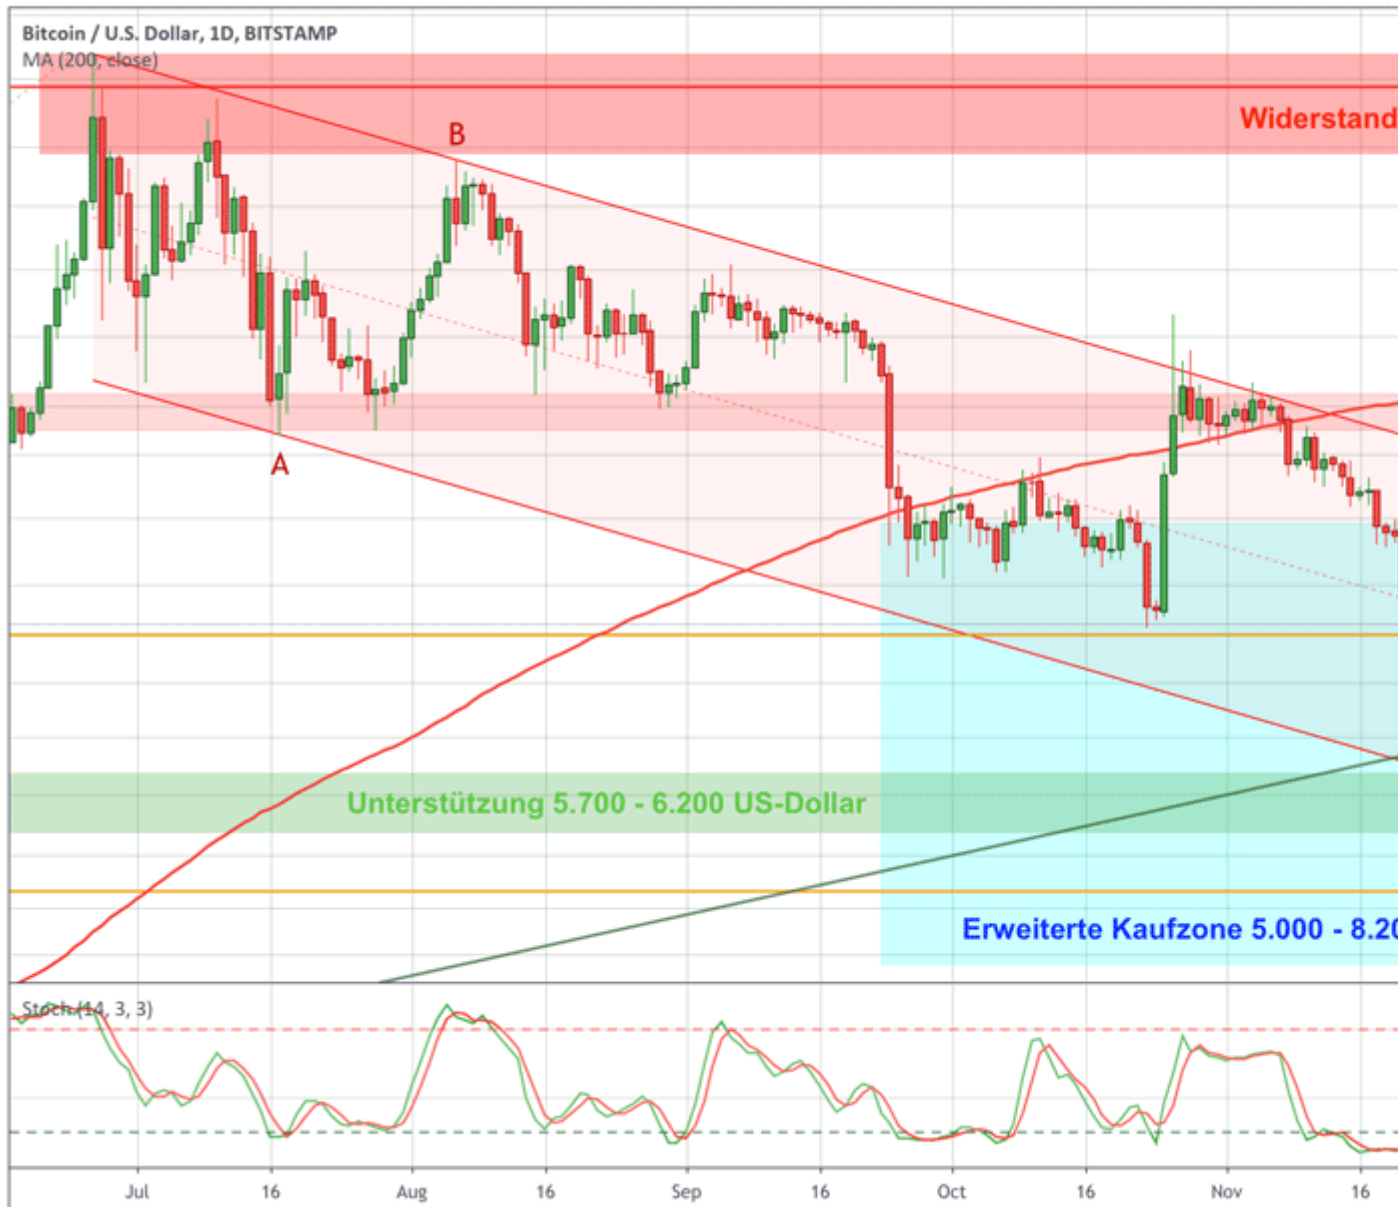 Bitcoin / U.S. Dollar, 1D, BITSTAMP
MA (200, close)
Widerstand
B
A
Unterstützung 5.700 - 6.200 US-Dollar
Erweiterte Kaufzone 5.000 - 8.20
Stoch (14, 3, 3)
Jul 16 Aug 16 Sep 16 Oct 16 Nov 16